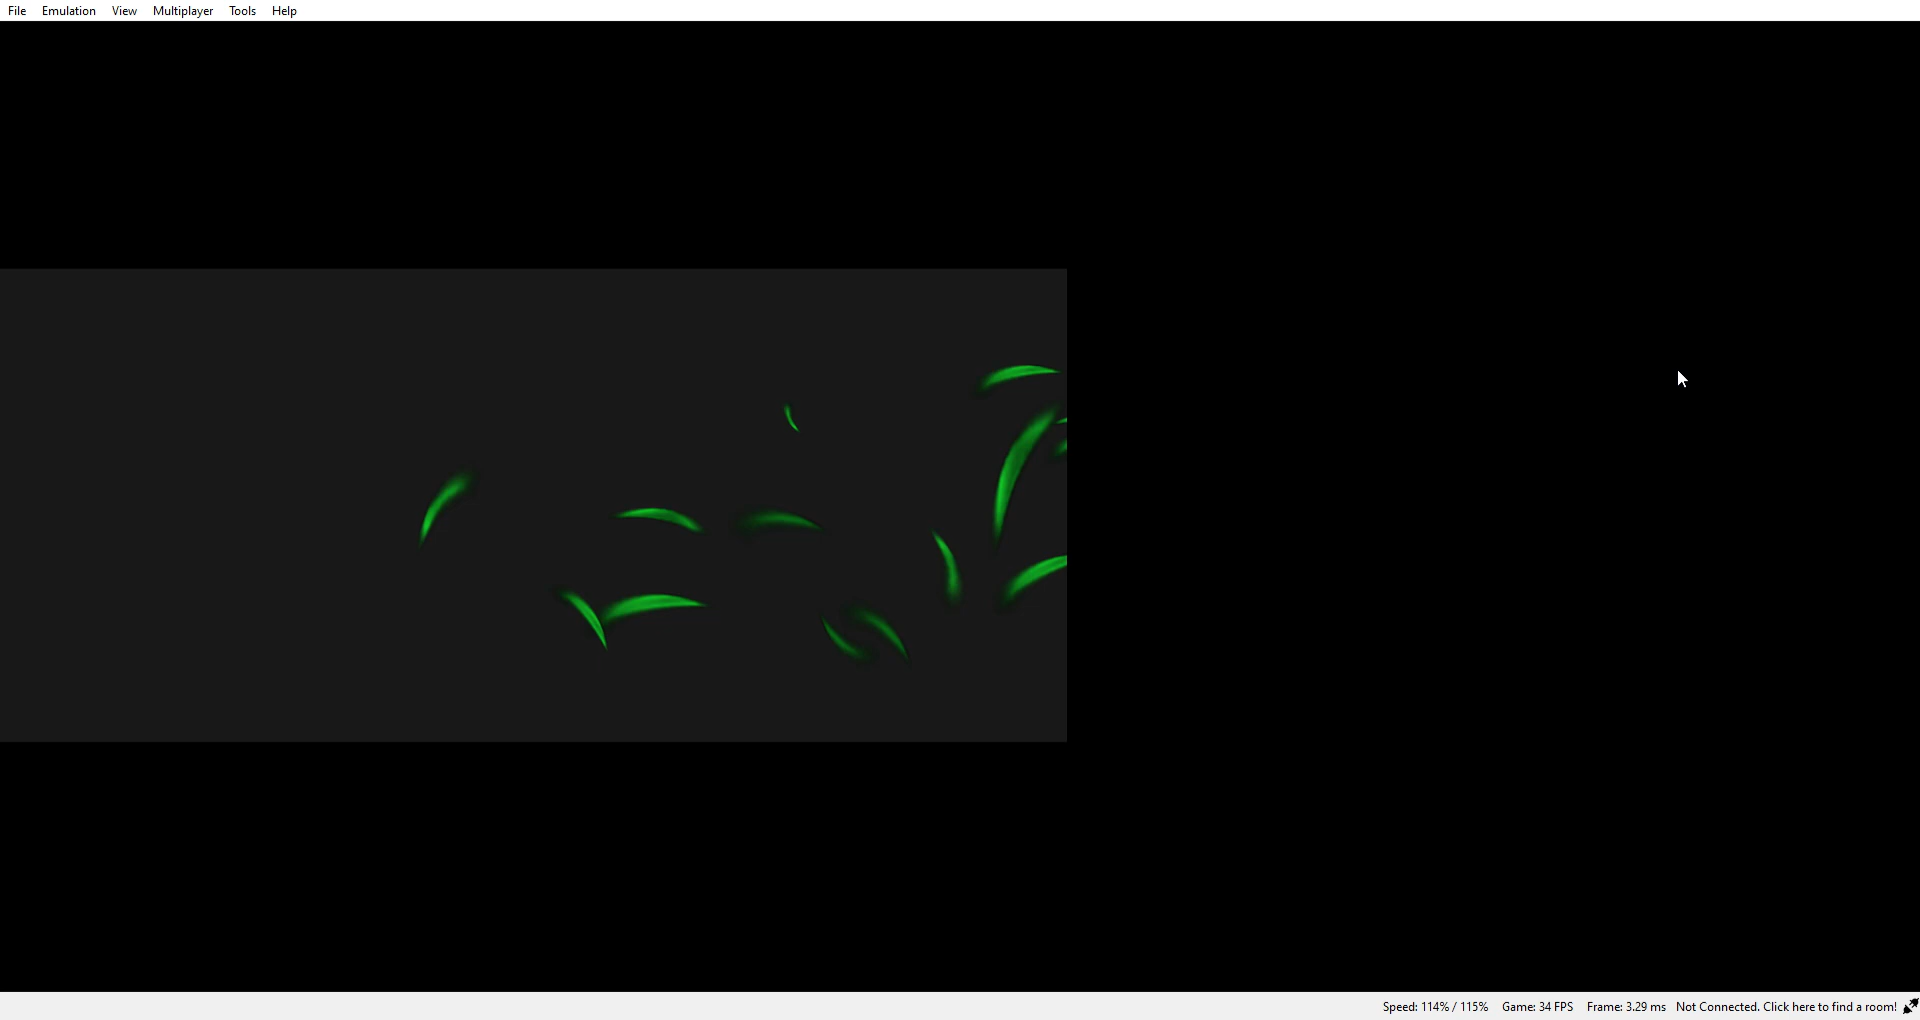 File Emulation View Multiplayer Tools Help
Speed: 114% / 115% Game: 34 FPS Frame: 3.29 ms Not Connected. Click here to find a room!